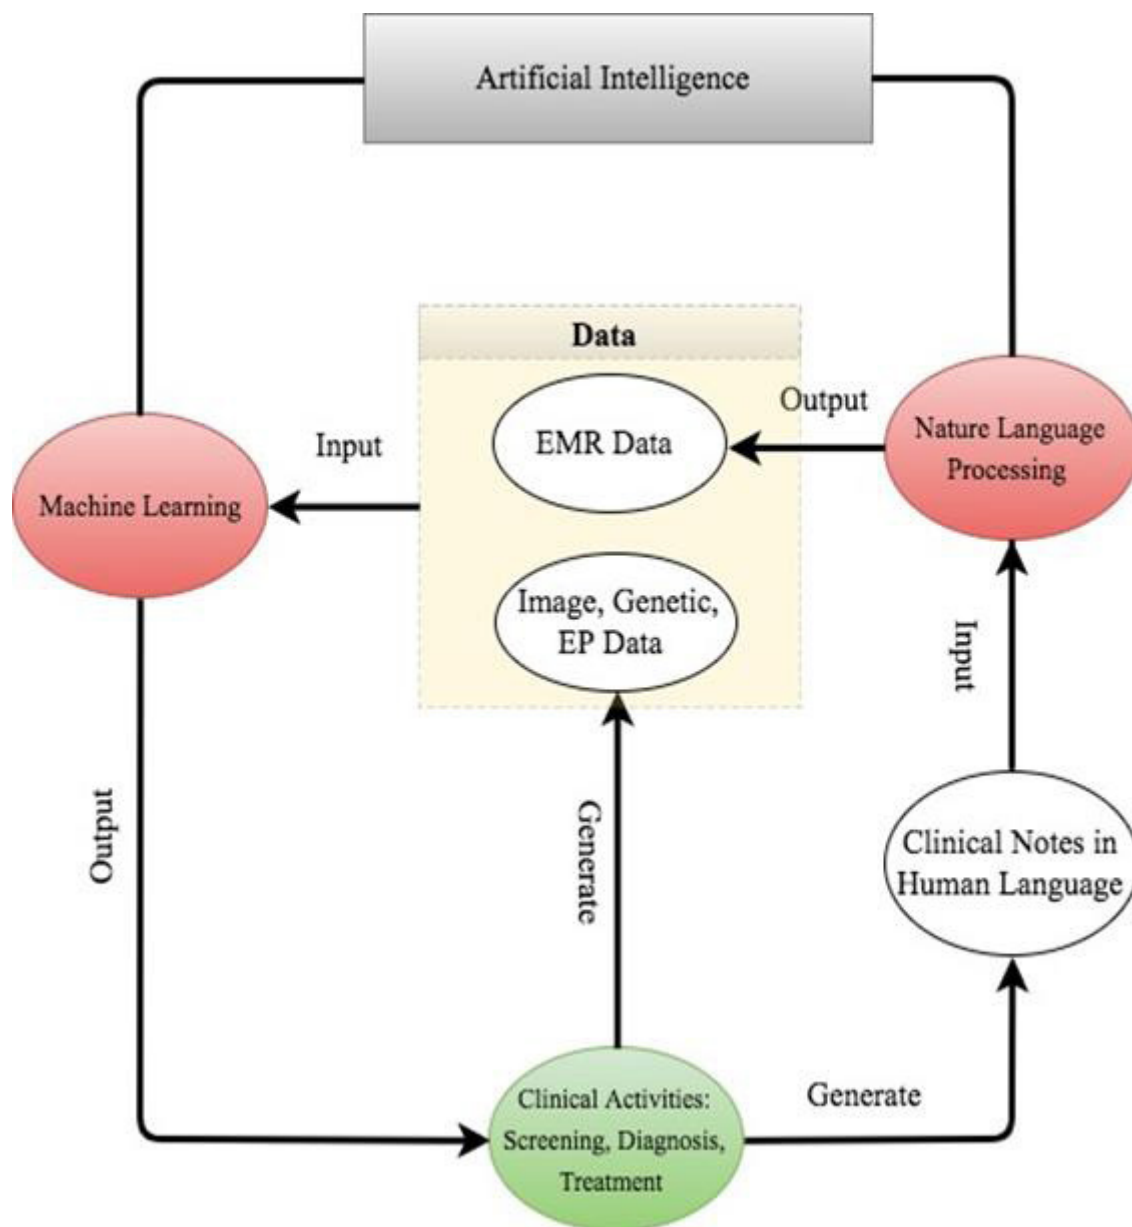 Artificial Intelligence
Data
Output
EMR Data
Nature Language
Processing
Input
Machine Learning
Image, Genetic,
EP Data
Input
Output
Generate
Clinical Notes in
Human Language
Clinical Activities:
Screening, Diagnosis,
Treatment
Generate